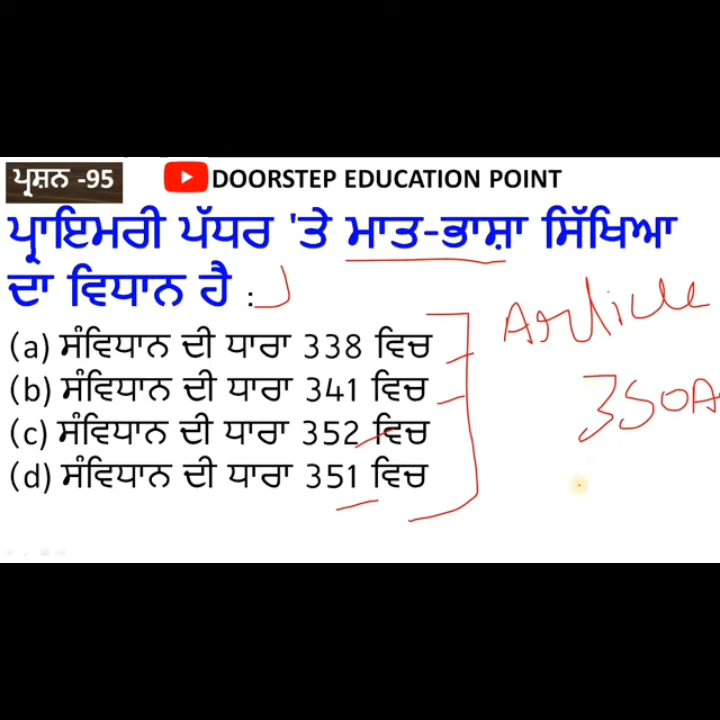 ਪ੍ਰਸ਼ਨ -95
DOORSTEP EDUCATION POINT
ਪ੍ਰਾਇਮਰੀ ਪੱਧਰ 'ਤੇ ਮਾਤ-ਭਾਸ਼ਾ ਸਿੱਖਿਆ
ਦਾ ਵਿਧਾਨ ਹੈ :
(a) ਸੰਵਿਧਾਨ ਦੀ ਧਾਰਾ 338 ਵਿਚ
(b) ਸੰਵਿਧਾਨ ਦੀ ਧਾਰਾ 341 ਵਿਚ
(c) ਸੰਵਿਧਾਨ ਦੀ ਧਾਰਾ 352 ਵਿਚ
(d) ਸੰਵਿਧਾਨ ਦੀ ਧਾਰਾ 351 ਵਿਚ
Article
350A